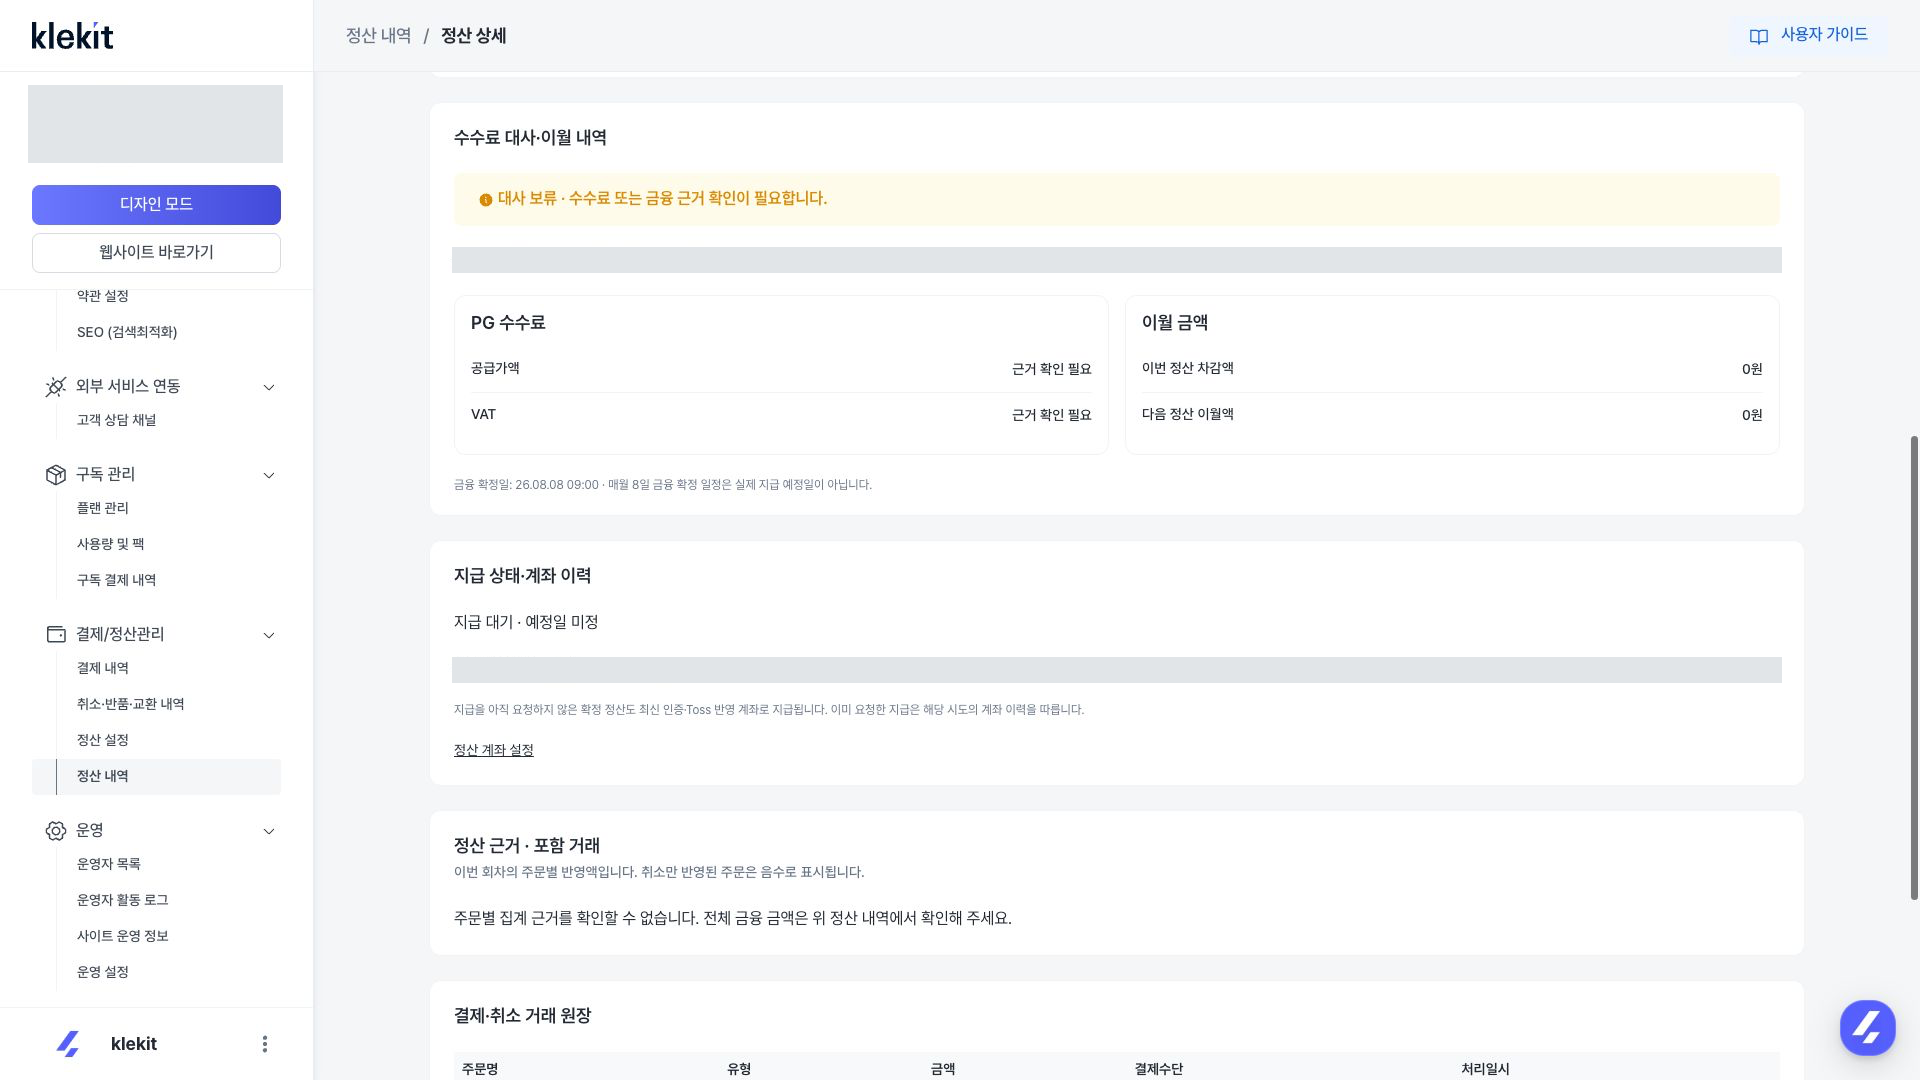 klekit
정산 내역 / 정산 상세
사용자 가이드
디자인 모드
웹사이트 바로가기
약관 설정
SEO (검색최적화)
외부 서비스 연동
고객 상담 채널
구독 관리
플랜 관리
사용량 및 팩
구독 결제 내역
결제/정산관리
결제 내역
취소·반품·교환 내역
정산 설정
정산 내역
운영
운영자 목록
운영자 활동 로그
사이트 운영 정보
운영 설정
klekit
수수료 대사·이월 내역
대사 보류 · 수수료 또는 금융 근거 확인이 필요합니다.
PG 수수료
공급가액 근거 확인 필요
VAT 근거 확인 필요
이월 금액
이번 정산 차감액 0원
다음 정산 이월액 0원
금융 확정일: 26.08.08 09:00 · 매월 8일 금융 확정 일정은 실제 지급 예정일이 아닙니다.
지급 상태·계좌 이력
지급 대기 · 예정일 미정
지급을 아직 요청하지 않은 확정 정산도 최신 인증·Toss 반영 계좌로 지급됩니다. 이미 요청한 지급은 해당 시도의 계좌 이력을 따릅니다.
정산 계좌 설정
정산 근거 · 포함 거래
이번 회차의 주문별 반영액입니다. 취소만 반영된 주문은 음수로 표시됩니다.
주문별 집계 근거를 확인할 수 없습니다. 전체 금융 금액은 위 정산 내역에서 확인해 주세요.
결제·취소 거래 원장
주문명 유형 금액 결제수단 처리일시